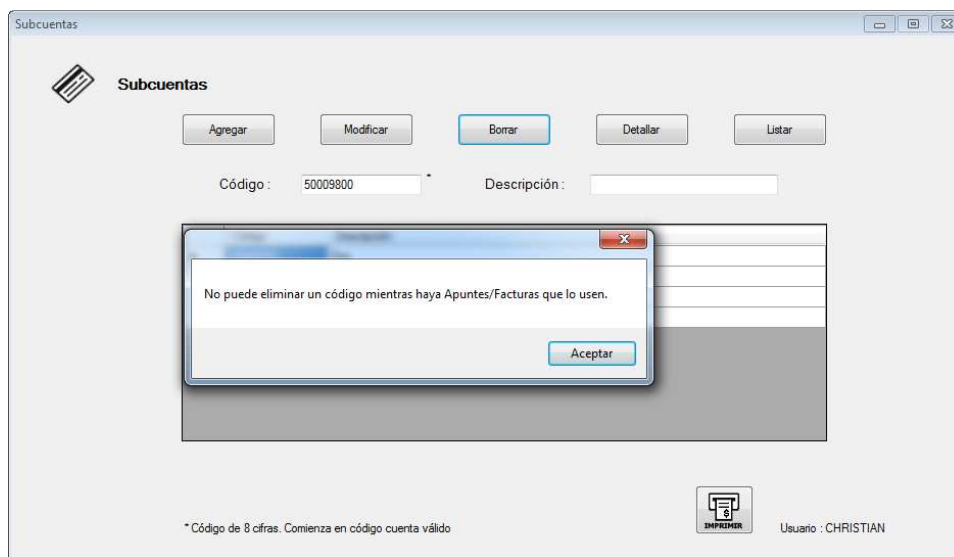 Subcuentas
Subcuentas
Agregar Modificar Borrar Detallar Listar
Código : 50009800 * Descripción :
No puede eliminar un código mientras haya Apuntes/Facturas que lo usen.
Aceptar
IMPRIMIR
* Código de 8 cifras. Comienza en código cuenta válido
Usuario : CHRISTIAN